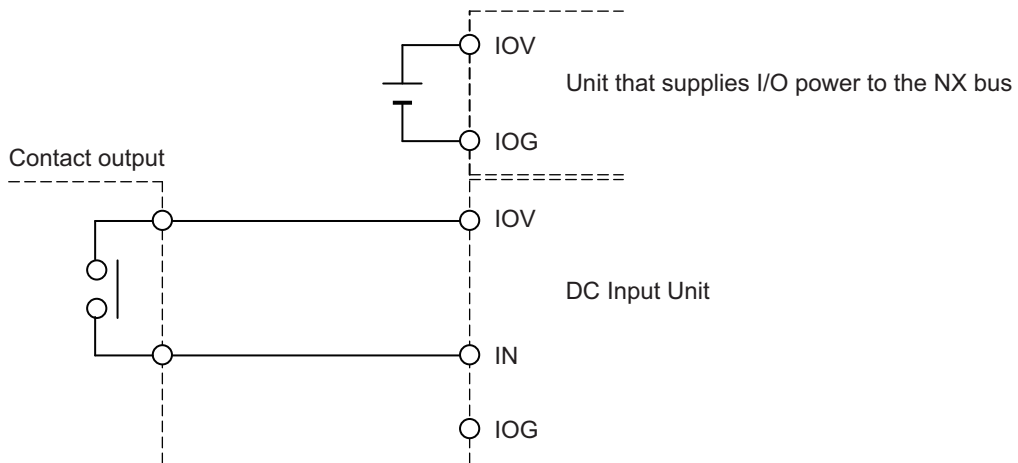 IOV
Unit that supplies I/O power to the NX bus
IOG
Contact output
IOV
DC Input Unit
IN
IOG